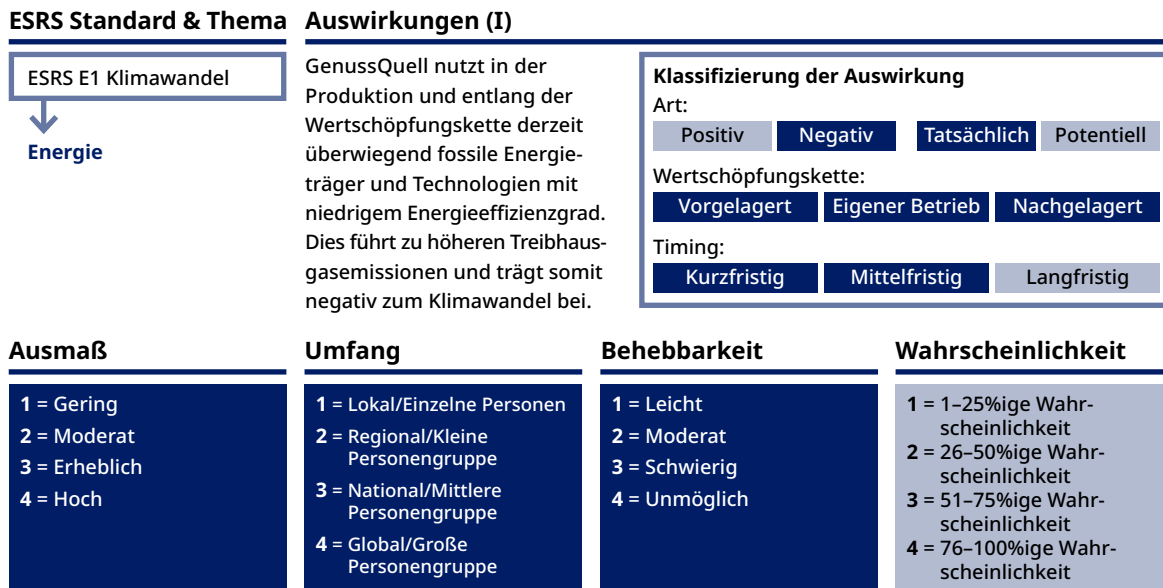 ESRS Standard & Thema
ESRS E1 Klimawandel
Energie
Auswirkungen (I)
GenussQuell nutzt in der
Produktion und entlang der
Wertschöpfungskette derzeit
überwiegend fossile Energie-
träger und Technologien mit
niedrigem Energieeffizienzgrad.
Dies führt zu höheren Treibhaus-
gasemissionen und trägt somit
negativ zum Klimawandel bei.
Klassifizierung der Auswirkung
Art:
Positiv Negativ Tatsächlich Potentiell
Wertschöpfungskette:
Vorgelagert Eigener Betrieb Nachgelagert
Timing:
Kurzfristig Mittelfristig Langfristig
Ausmaß
1 = Gering
2 = Moderat
3 = Erheblich
4 = Hoch
Umfang
1 = Lokal/Einzelne Personen
2 = Regional/Kleine
Personengruppe
3 = National/Mittlere
Personengruppe
4 = Global/Große
Personengruppe
Behebbarkeit
1 = Leicht
2 = Moderat
3 = Schwierig
4 = Unmöglich
Wahrscheinlichkeit
1 = 1–25%ige Wahr-
scheinlichkeit
2 = 26–50%ige Wahr-
scheinlichkeit
3 = 51–75%ige Wahr-
scheinlichkeit
4 = 76–100%ige Wahr-
scheinlichkeit